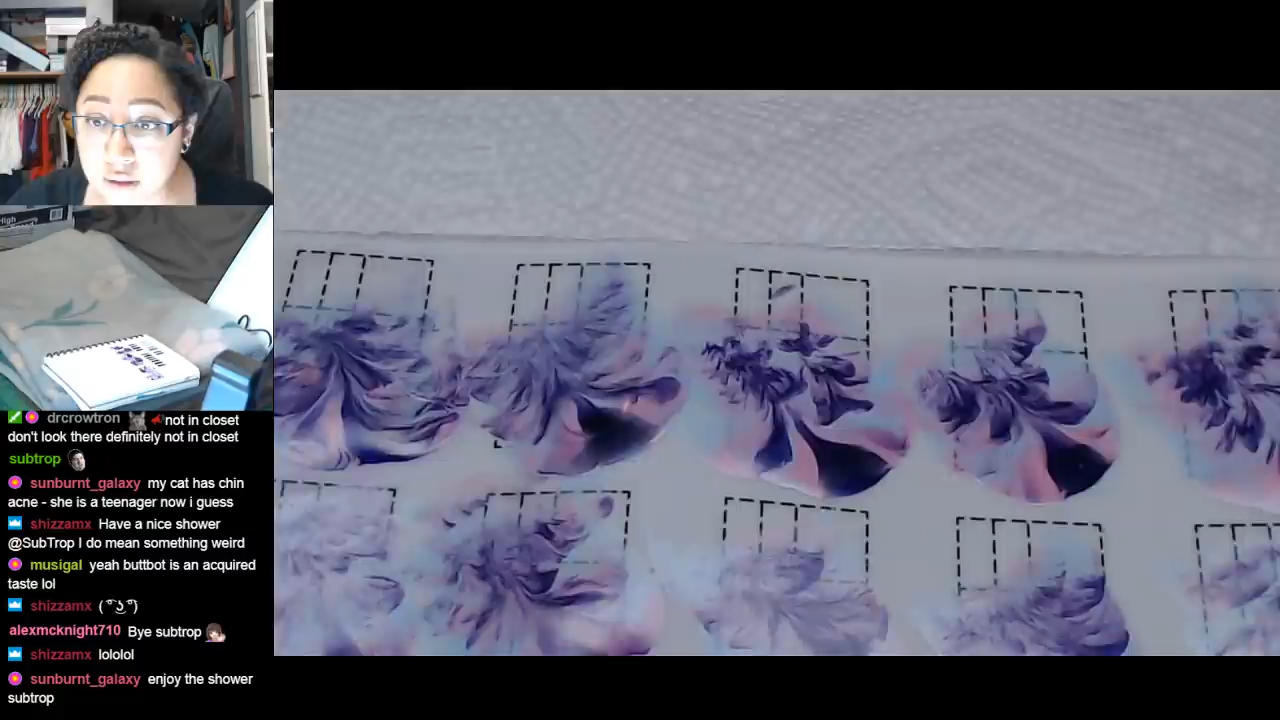 High
drcrowtron not in closet
don't look there definitely not in closet
subtrop
sunburnt_galaxy my cat has chin
acne - she is a teenager now i guess
shizzamx Have a nice shower
@SubTrop I do mean something weird
musigal yeah buttbot is an acquired
taste lol
shizzamx ( ͡° ͜ʖ ͡°)
alexmcknight710 Bye subtrop
shizzamx lololol
sunburnt_galaxy enjoy the shower
subtrop